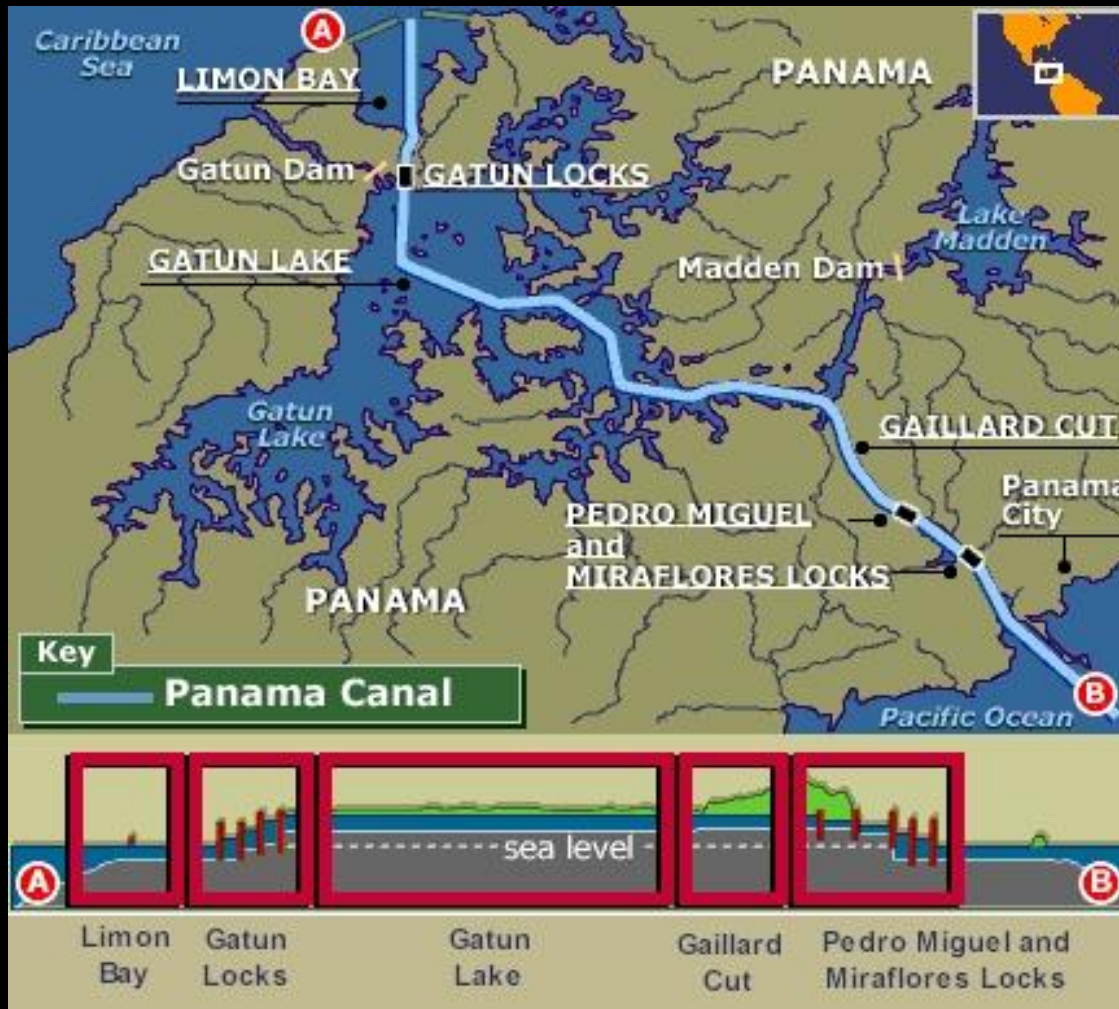 Caribbean
Sea
A
LIMON BAY
PANAMA
Gatun Dam
GATUN LOCKS
Lake
Madden
GATUN LAKE
Madden Dam
Gatun
Lake
GAILLARD CUT
Panama
City
PEDRO MIGUEL
and
MIRAFLORES LOCKS
PANAMA
Key
Panama Canal
B
Pacific Ocean
sea level
A
B
Limon
Bay
Gatun
Locks
Gatun
Lake
Gaillard
Cut
Pedro Miguel and
Miraflores Locks